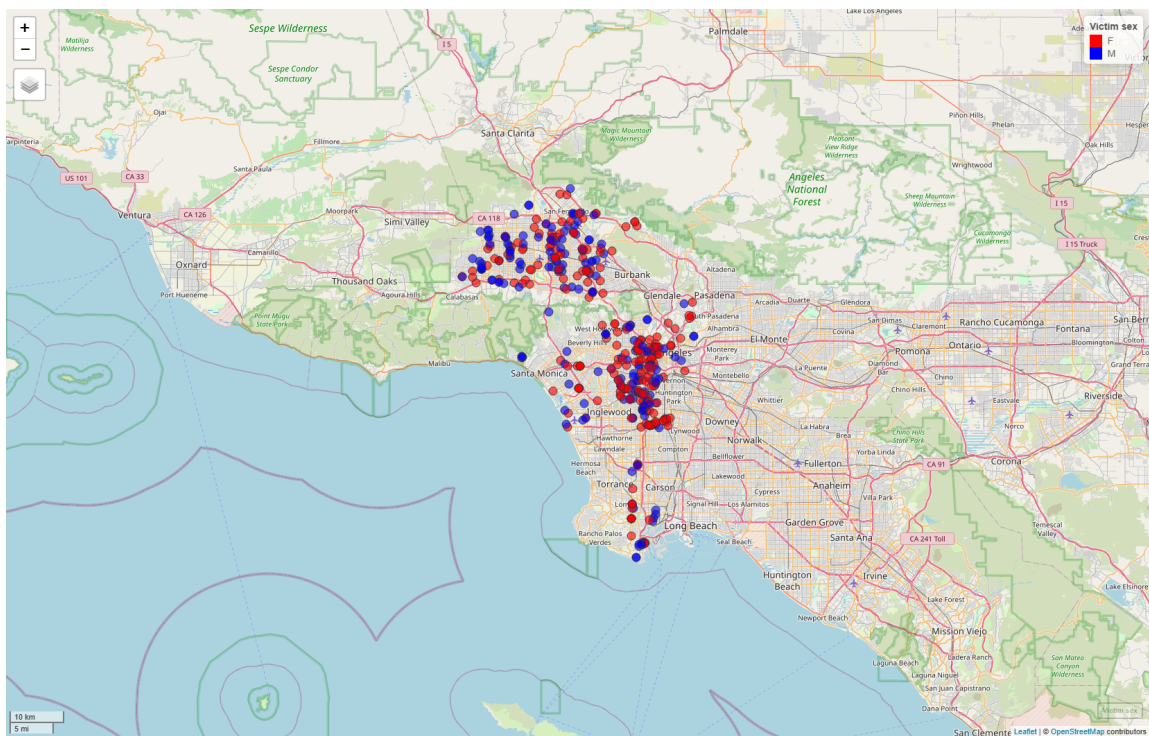 +
−
Lake Los Angeles
Palmdale
Victim sex
F
M
Sespe Wilderness
Matilija
Wilderness
I 5
Sespe Condor
Sanctuary
Ojai
Fillmore
Santa Clarita
Magic Mountain
Wilderness
Piñon Hills
Phelan
Oak Hills
Pleasant
View Ridge
Wilderness
Wrightwood
Santa Paula
US 101
CA 33
Angeles
National
Forest
Sheep Mountain
Wilderness
I 15
Ventura
CA 126
Moorpark
Simi Valley
CA 118
Cucamonga
Wilderness
I 15 Truck
Camarillo
Oxnard
Port Hueneme
Thousand Oaks
Agoura Hills
Calabasas
Burbank
Altadena
Glendale
Pasadena
Point Mugu
State Park
Arcadia
Duarte
Glendora
South Pasadena
Alhambra
San Dimas
Claremont
Rancho Cucamonga
Fontana
Beverly Hills
El Monte
Covina
Ontario
Bloomington
Malibu
Santa Monica
Monterey
Park
Montebello
La Puente
Pomona
Diamond
Bar
Chino
Chino Hills
Vernon
Huntington
Park
Whittier
Eastvale
Riverside
Inglewood
Downey
La Habra
Brea
Chino Hills
State Park
Norco
Hawthorne
Lynwood
Norwalk
Lawndale
Compton
Yorba Linda
Corona
Hermosa
Beach
Bellflower
Fullerton
CA 91
Torrance
Carson
Lakewood
Cypress
Anaheim
Villa Park
Signal Hill
Los Alamitos
Rancho Palos
Verdes
Long Beach
Seal Beach
Garden Grove
Santa Ana
CA 241 Toll
Temescal
Valley
Huntington
Beach
Irvine
Lake Forest
Lake Elsinore
Newport Beach
Mission Viejo
Laguna Beach
Ladera Ranch
Laguna Niguel
San Mateo
Canyon
Wilderness
San Juan Capistrano
Dana Point
San Clemente
Victim sex
10 km
5 mi
Leaflet | © OpenStreetMap contributors